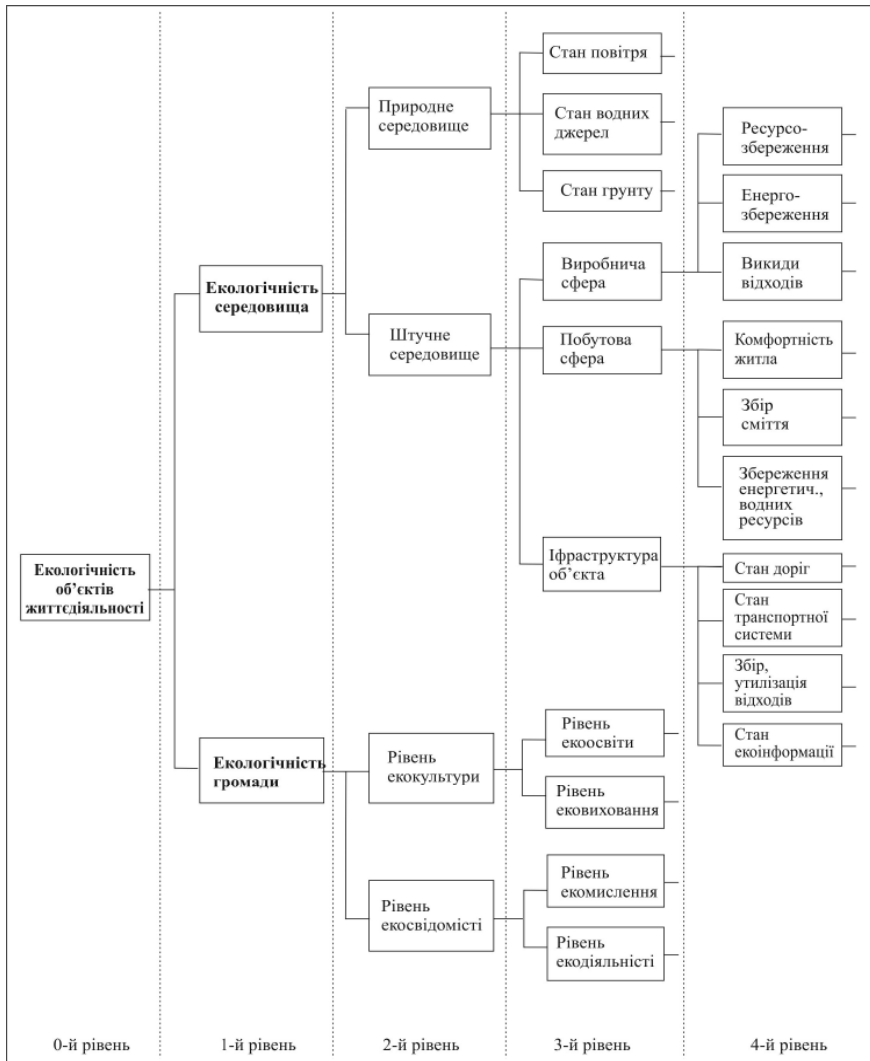 Екологічність
об’єктів
життєдіяльності
Екологічність
середовища
Екологічність
громади
Природне
середовище
Штучне
середовище
Рівень
екокультури
Рівень
екосвідомісті
Стан повітря
Стан водних
джерел
Стан грунту
Виробнича
сфера
Побутова
сфера
Іфраструктура
об’єкта
Рівень
екоосвіти
Рівень
ековиховання
Рівень
екомислення
Рівень
екодіяльністі
Ресурсо-
збереження
Енерго-
збереження
Викиди
відходів
Комфортність
житла
Збір
сміття
Збереження
енергетич.,
водних
ресурсів
Стан доріг
Стан
транспортної
системи
Збір,
утилізація
відходів
Стан
екоінформації
0-й рівень
1-й рівень
2-й рівень
3-й рівень
4-й рівень